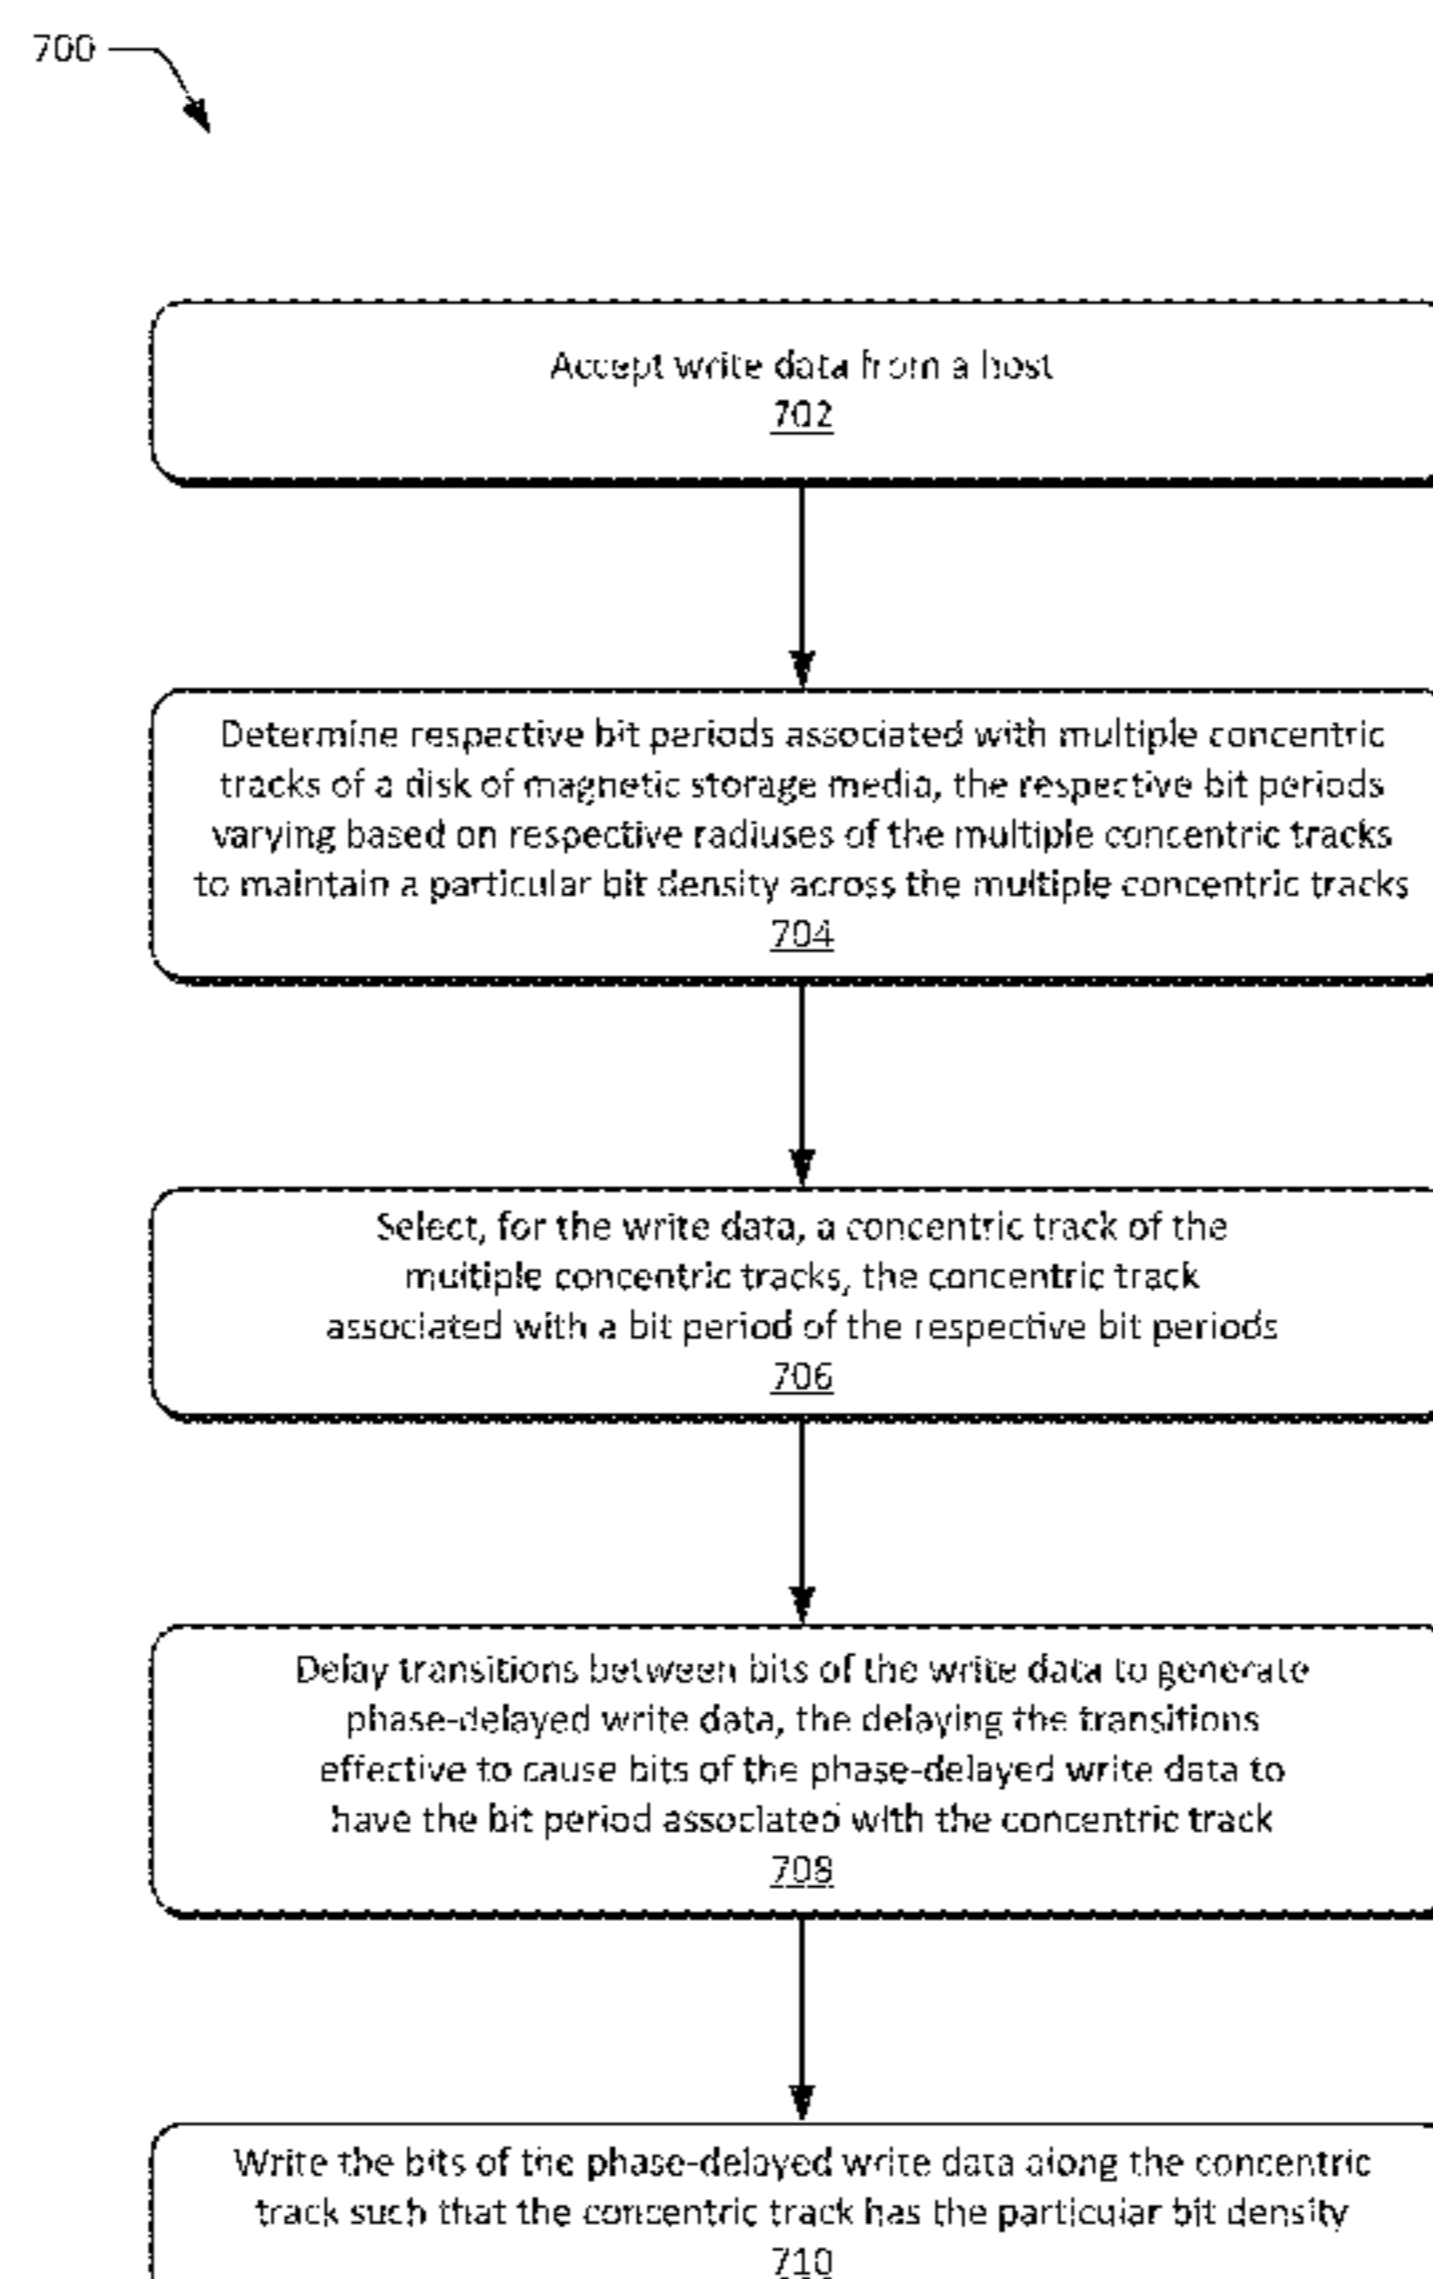 700
Accept write data from a host
702
Determine respective bit periods associated with multiple concentric
tracks of a disk of magnetic storage media, the respective bit periods
varying based on respective radiuses of the multiple concentric tracks
to maintain a particular bit density across the multiple concentric tracks
704
Select, for the write data, a concentric track of the
multiple concentric tracks, the concentric track
associated with a bit period of the respective bit periods
706
Delay transitions between bits of the write data to generate
phase-delayed write data, the delaying the transitions
effective to cause bits of the phase-delayed write data to
have the bit period associated with the concentric track
708
Write the bits of the phase-delayed write data along the concentric
track such that the concentric track has the particular bit density
710